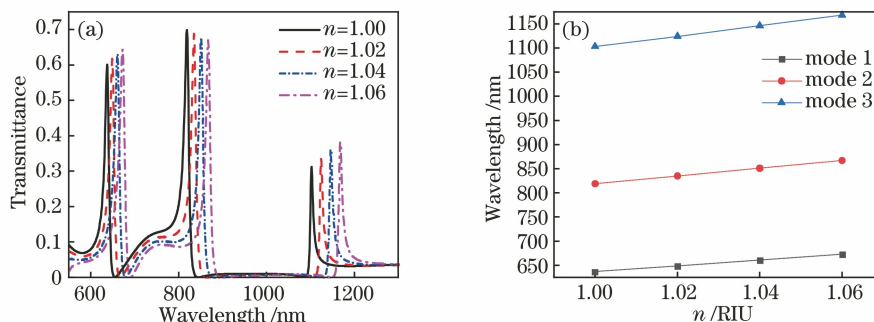 (a)
n=1.00
n=1.02
n=1.04
n=1.06
0.7
0.6
0.5
0.4
0.3
0.2
0.1
0
Transmittance
600
800
1000
1200
Wavelength /nm
(b)
mode 1
mode 2
mode 3
1150
1100
1050
1000
950
900
850
800
750
700
650
Wavelength /nm
1.00
1.02
1.04
1.06
n /RIU